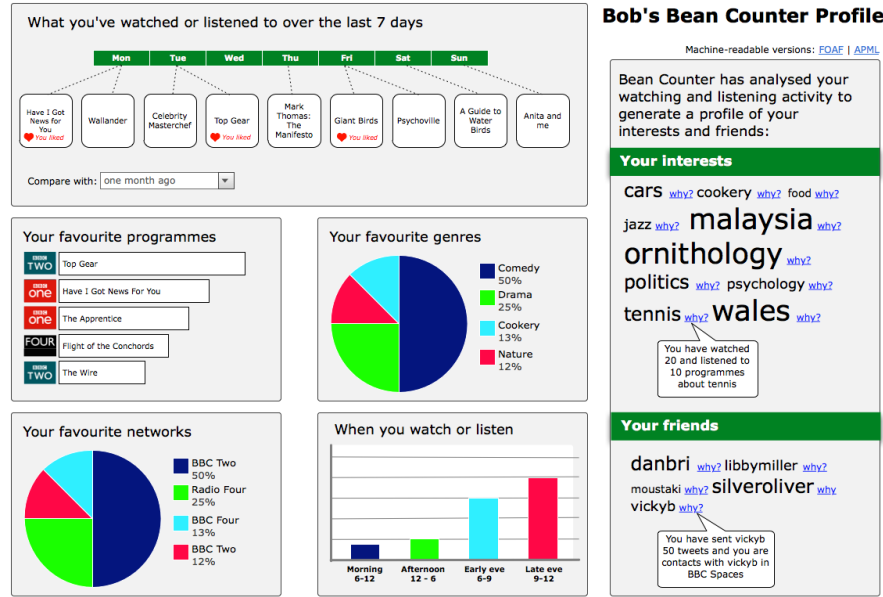 What you've watched or listened to over the last 7 days
Mon Tue Wed Thu Fri Sat Sun
Have I Got
News for
You
You liked
Wallander
Celebrity
Masterchef
Top Gear
You liked
Mark
Thomas:
The
Manifesto
Giant Birds
You liked
Psychoville
A Guide to
Water
Birds
Anita and
me
Compare with: one month ago
Your favourite programmes
BBC
TWO
Top Gear
BBC
one
Have I Got News For You
BBC
one
The Apprentice
BBC
FOUR
Flight of the Conchords
BBC
TWO
The Wire
Your favourite genres
Comedy
50%
Drama
25%
Cookery
13%
Nature
12%
Your favourite networks
BBC Two
50%
Radio Four
25%
BBC Four
13%
BBC Two
12%
When you watch or listen
Morning Afternoon Early eve Late eve
6-12 12 - 6 6-9 9-12
Bob's Bean Counter Profile
Machine-readable versions: FOAF | APML
Bean Counter has analysed your
watching and listening activity to
generate a profile of your
interests and friends:
Your interests
cars why? cookery why? food why?
jazz why? malaysia why?
ornithology why?
politics why? psychology why?
tennis why? wales why?
You have watched
20 and listened to
10 programmes
about tennis
Your friends
danbri why? libbymiller why?
moustaki why? silveroliver why
vickyb why?
You have sent vickyb
50 tweets and you are
contacts with vickyb in
BBC Spaces